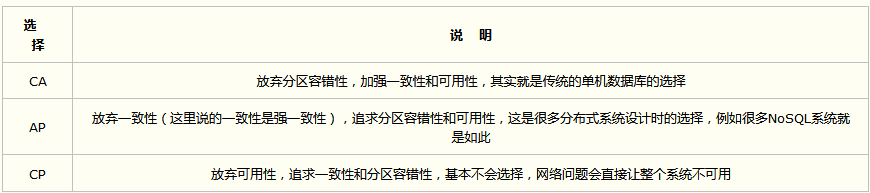 选
择
说 明
CA
放弃分区容错性，加强一致性和可用性，其实就是传统的单机数据库的选择
AP
放弃一致性（这里说的一致性是强一致性），追求分区容错性和可用性，这是很多分布式系统设计时的选择，例如很多NoSQL系统就
是如此
CP
放弃可用性，追求一致性和分区容错性，基本不会选择，网络问题会直接让整个系统不可用